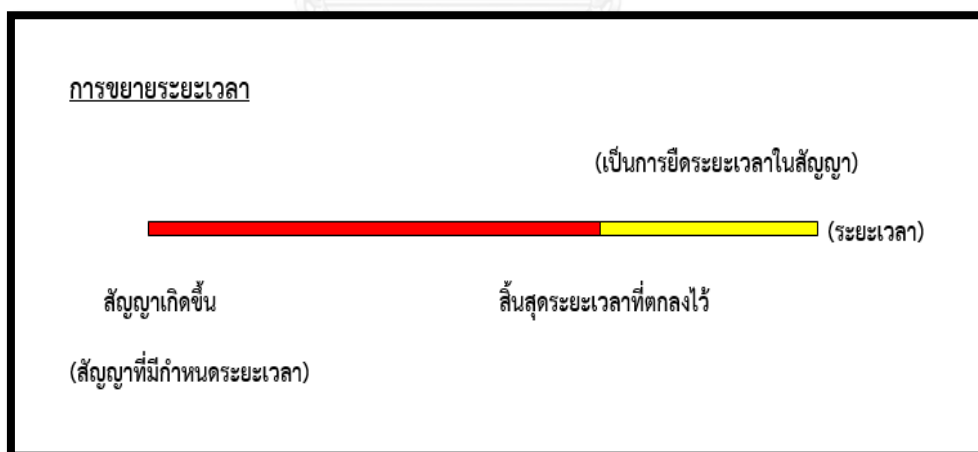 การขยายระยะเวลา
(เป็นการยืดระยะเวลาในสัญญา)
(ระยะเวลา)
สัญญาเกิดขึ้น สิ้นสุดระยะเวลาที่ตกลงไว้
(สัญญาที่มีกำหนดระยะเวลา)